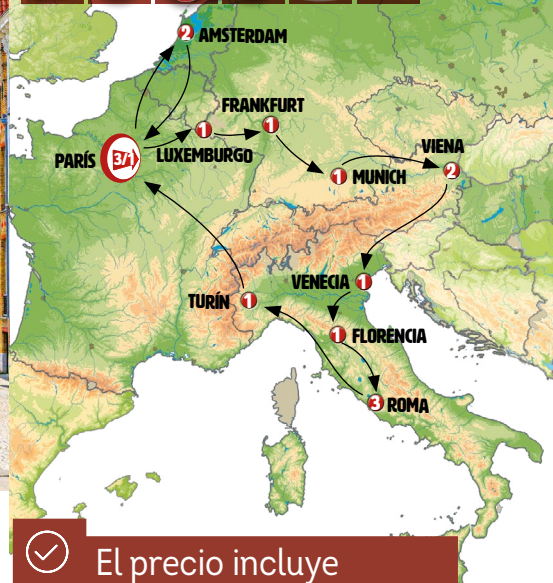 2 AMSTERDAM
FRANKFURT
1
1
PARÍS 3/1
LUXEMBURGO
VIENA
1 MUNICH
2
VENECIA 1
TURÍN 1
1 FLORENCIA
3 ROMA
El precio incluye